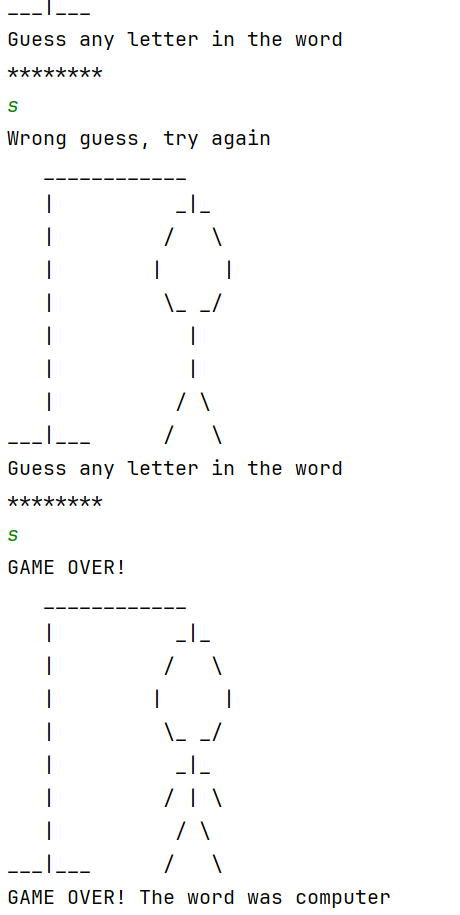 ___|___
Guess any letter in the word
********
s
Wrong guess, try again
   ____________
   |          _|_
   |         /   \
   |        |     |
   |         \_ _/
   |           |
   |           |
   |          / \
___|___      /   \
Guess any letter in the word
********
s
GAME OVER!
   ____________
   |          _|_
   |         /   \
   |        |     |
   |         \_ _/
   |          _|_
   |         / | \
   |          / \
___|___      /   \
GAME OVER! The word was computer